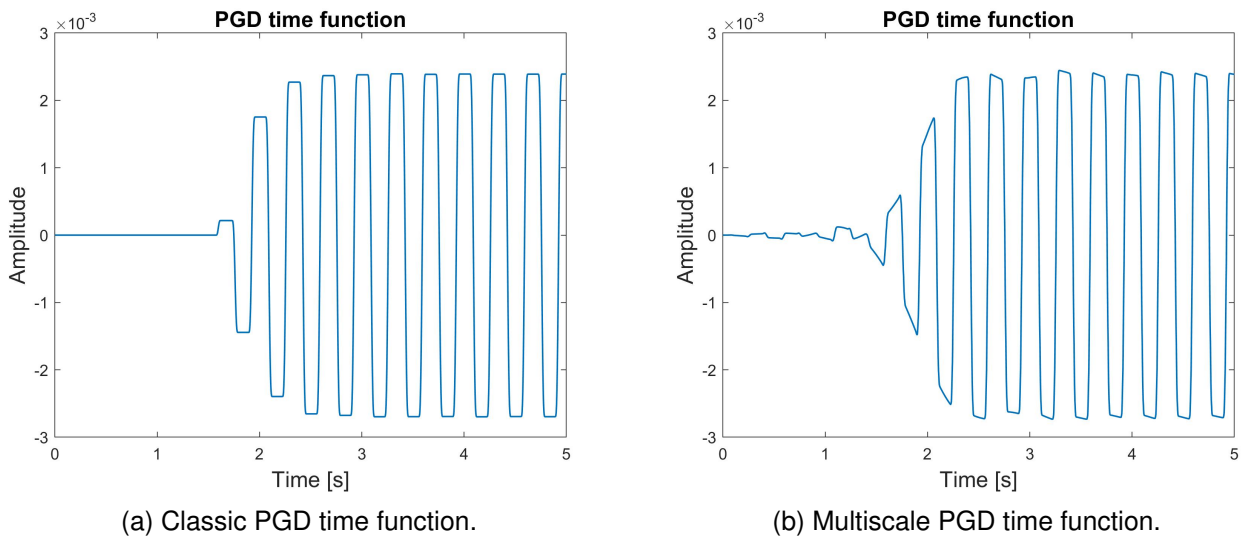 PGD time function
×10⁻³
3
2
1
0
-1
-2
-3
Amplitude
0 1 2 3 4 5
Time [s]
(a) Classic PGD time function.
PGD time function
×10⁻³
3
2
1
0
-1
-2
-3
Amplitude
0 1 2 3 4 5
Time [s]
(b) Multiscale PGD time function.